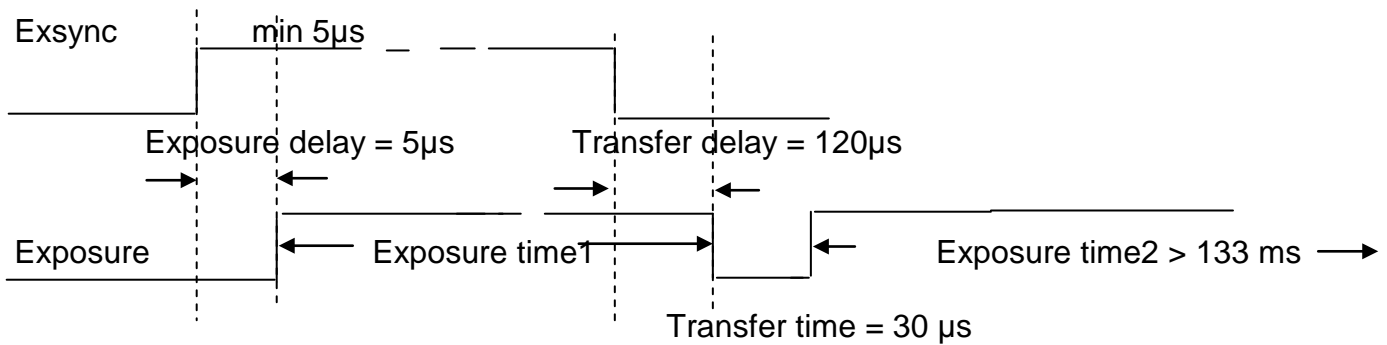 Exsync min 5µs
Exposure delay = 5µs Transfer delay = 120µs
Exposure Exposure time1 Exposure time2 > 133 ms
Transfer time = 30 µs